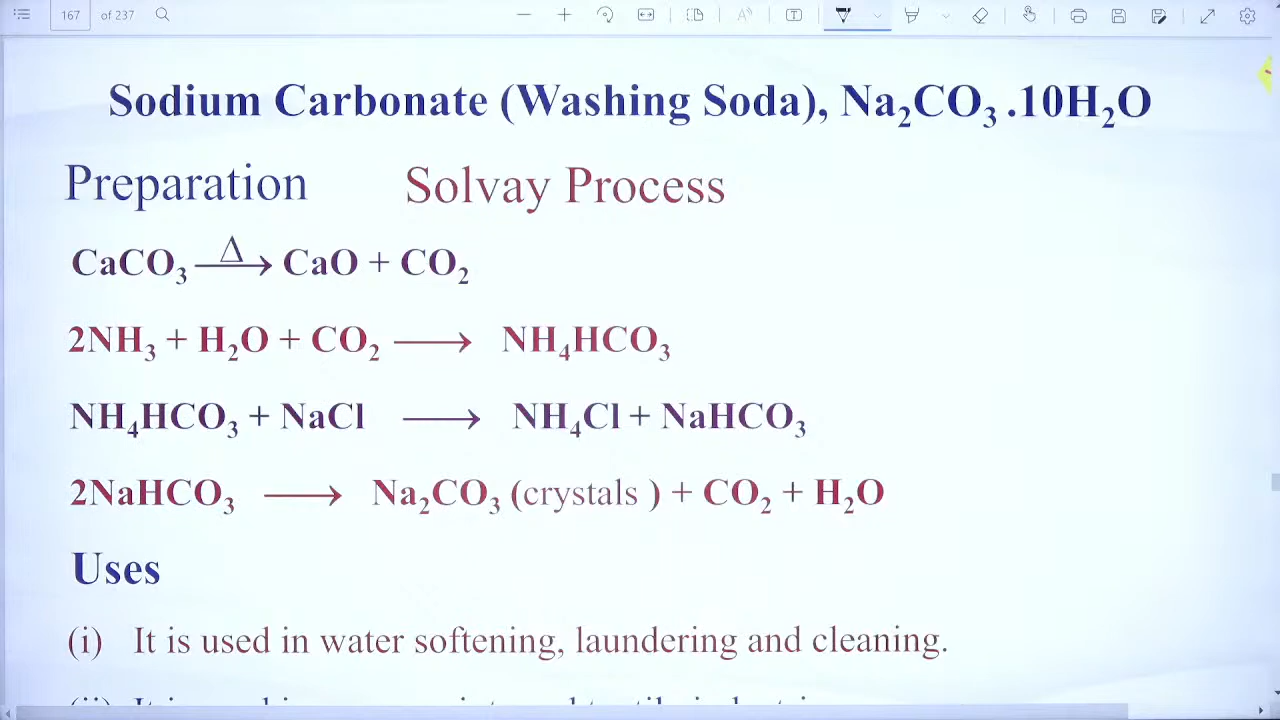 167 of 237
Sodium Carbonate (Washing Soda), Na₂CO₃ .10H₂O
Preparation Solvay Process
CaCO₃ —Δ→ CaO + CO₂
2NH₃ + H₂O + CO₂ ⟶ NH₄HCO₃
NH₄HCO₃ + NaCl ⟶ NH₄Cl + NaHCO₃
2NaHCO₃ ⟶ Na₂CO₃ (crystals ) + CO₂ + H₂O
Uses
(i) It is used in water softening, laundering and cleaning.